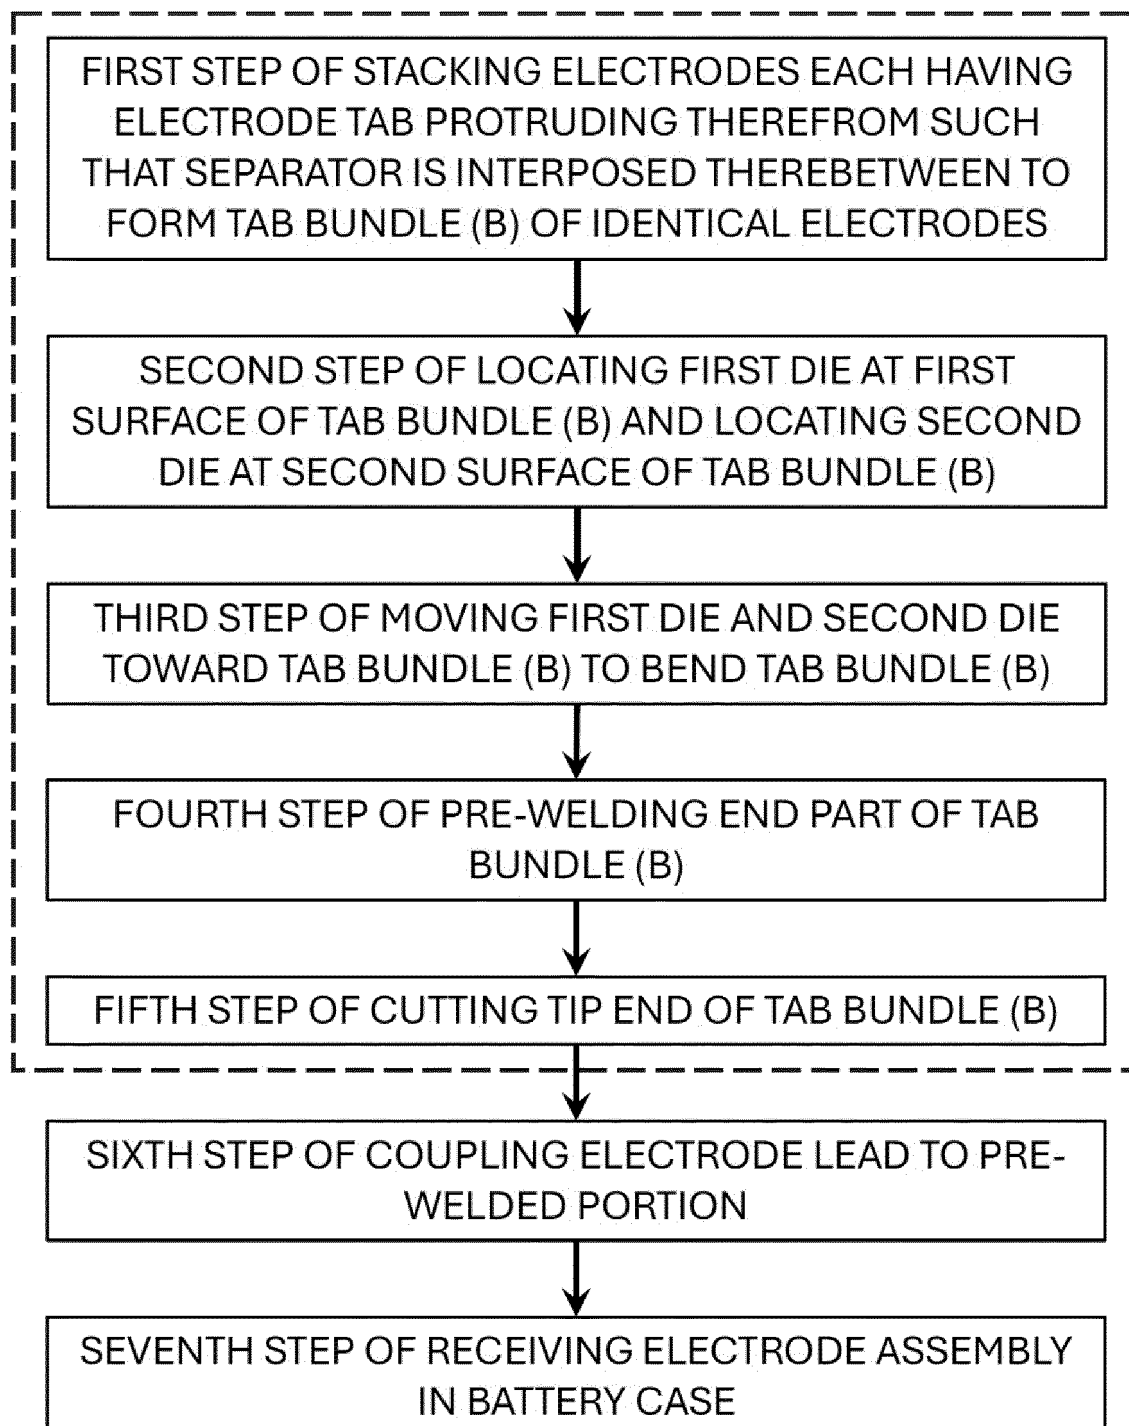 FIRST STEP OF STACKING ELECTRODES EACH HAVING
ELECTRODE TAB PROTRUDING THEREFROM SUCH
THAT SEPARATOR IS INTERPOSED THEREBETWEEN TO
FORM TAB BUNDLE (B) OF IDENTICAL ELECTRODES
SECOND STEP OF LOCATING FIRST DIE AT FIRST
SURFACE OF TAB BUNDLE (B) AND LOCATING SECOND
DIE AT SECOND SURFACE OF TAB BUNDLE (B)
THIRD STEP OF MOVING FIRST DIE AND SECOND DIE
TOWARD TAB BUNDLE (B) TO BEND TAB BUNDLE (B)
FOURTH STEP OF PRE-WELDING END PART OF TAB
BUNDLE (B)
FIFTH STEP OF CUTTING TIP END OF TAB BUNDLE (B)
SIXTH STEP OF COUPLING ELECTRODE LEAD TO PRE-
WELDED PORTION
SEVENTH STEP OF RECEIVING ELECTRODE ASSEMBLY
IN BATTERY CASE